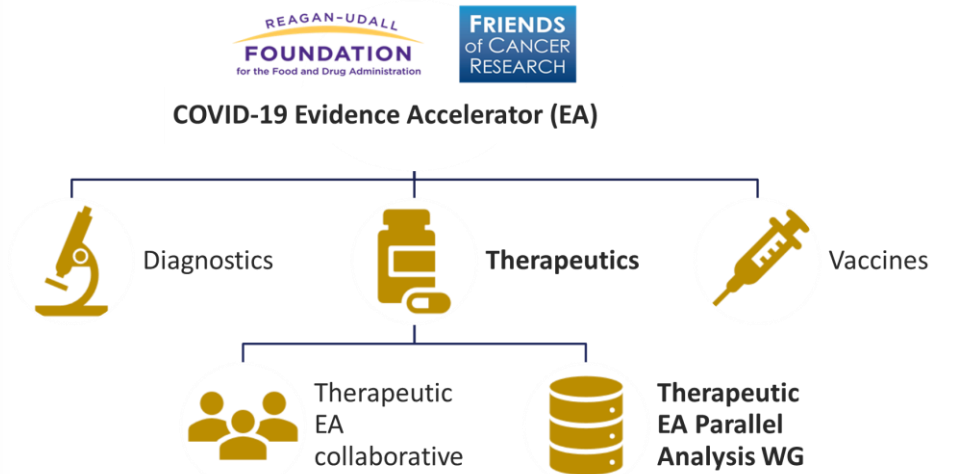 REAGAN-UDALL
FOUNDATION
for the Food and Drug Administration
FRIENDS
of CANCER
RESEARCH
COVID-19 Evidence Accelerator (EA)
Diagnostics
Therapeutics
Vaccines
Therapeutic
EA
collaborative
Therapeutic
EA Parallel
Analysis WG